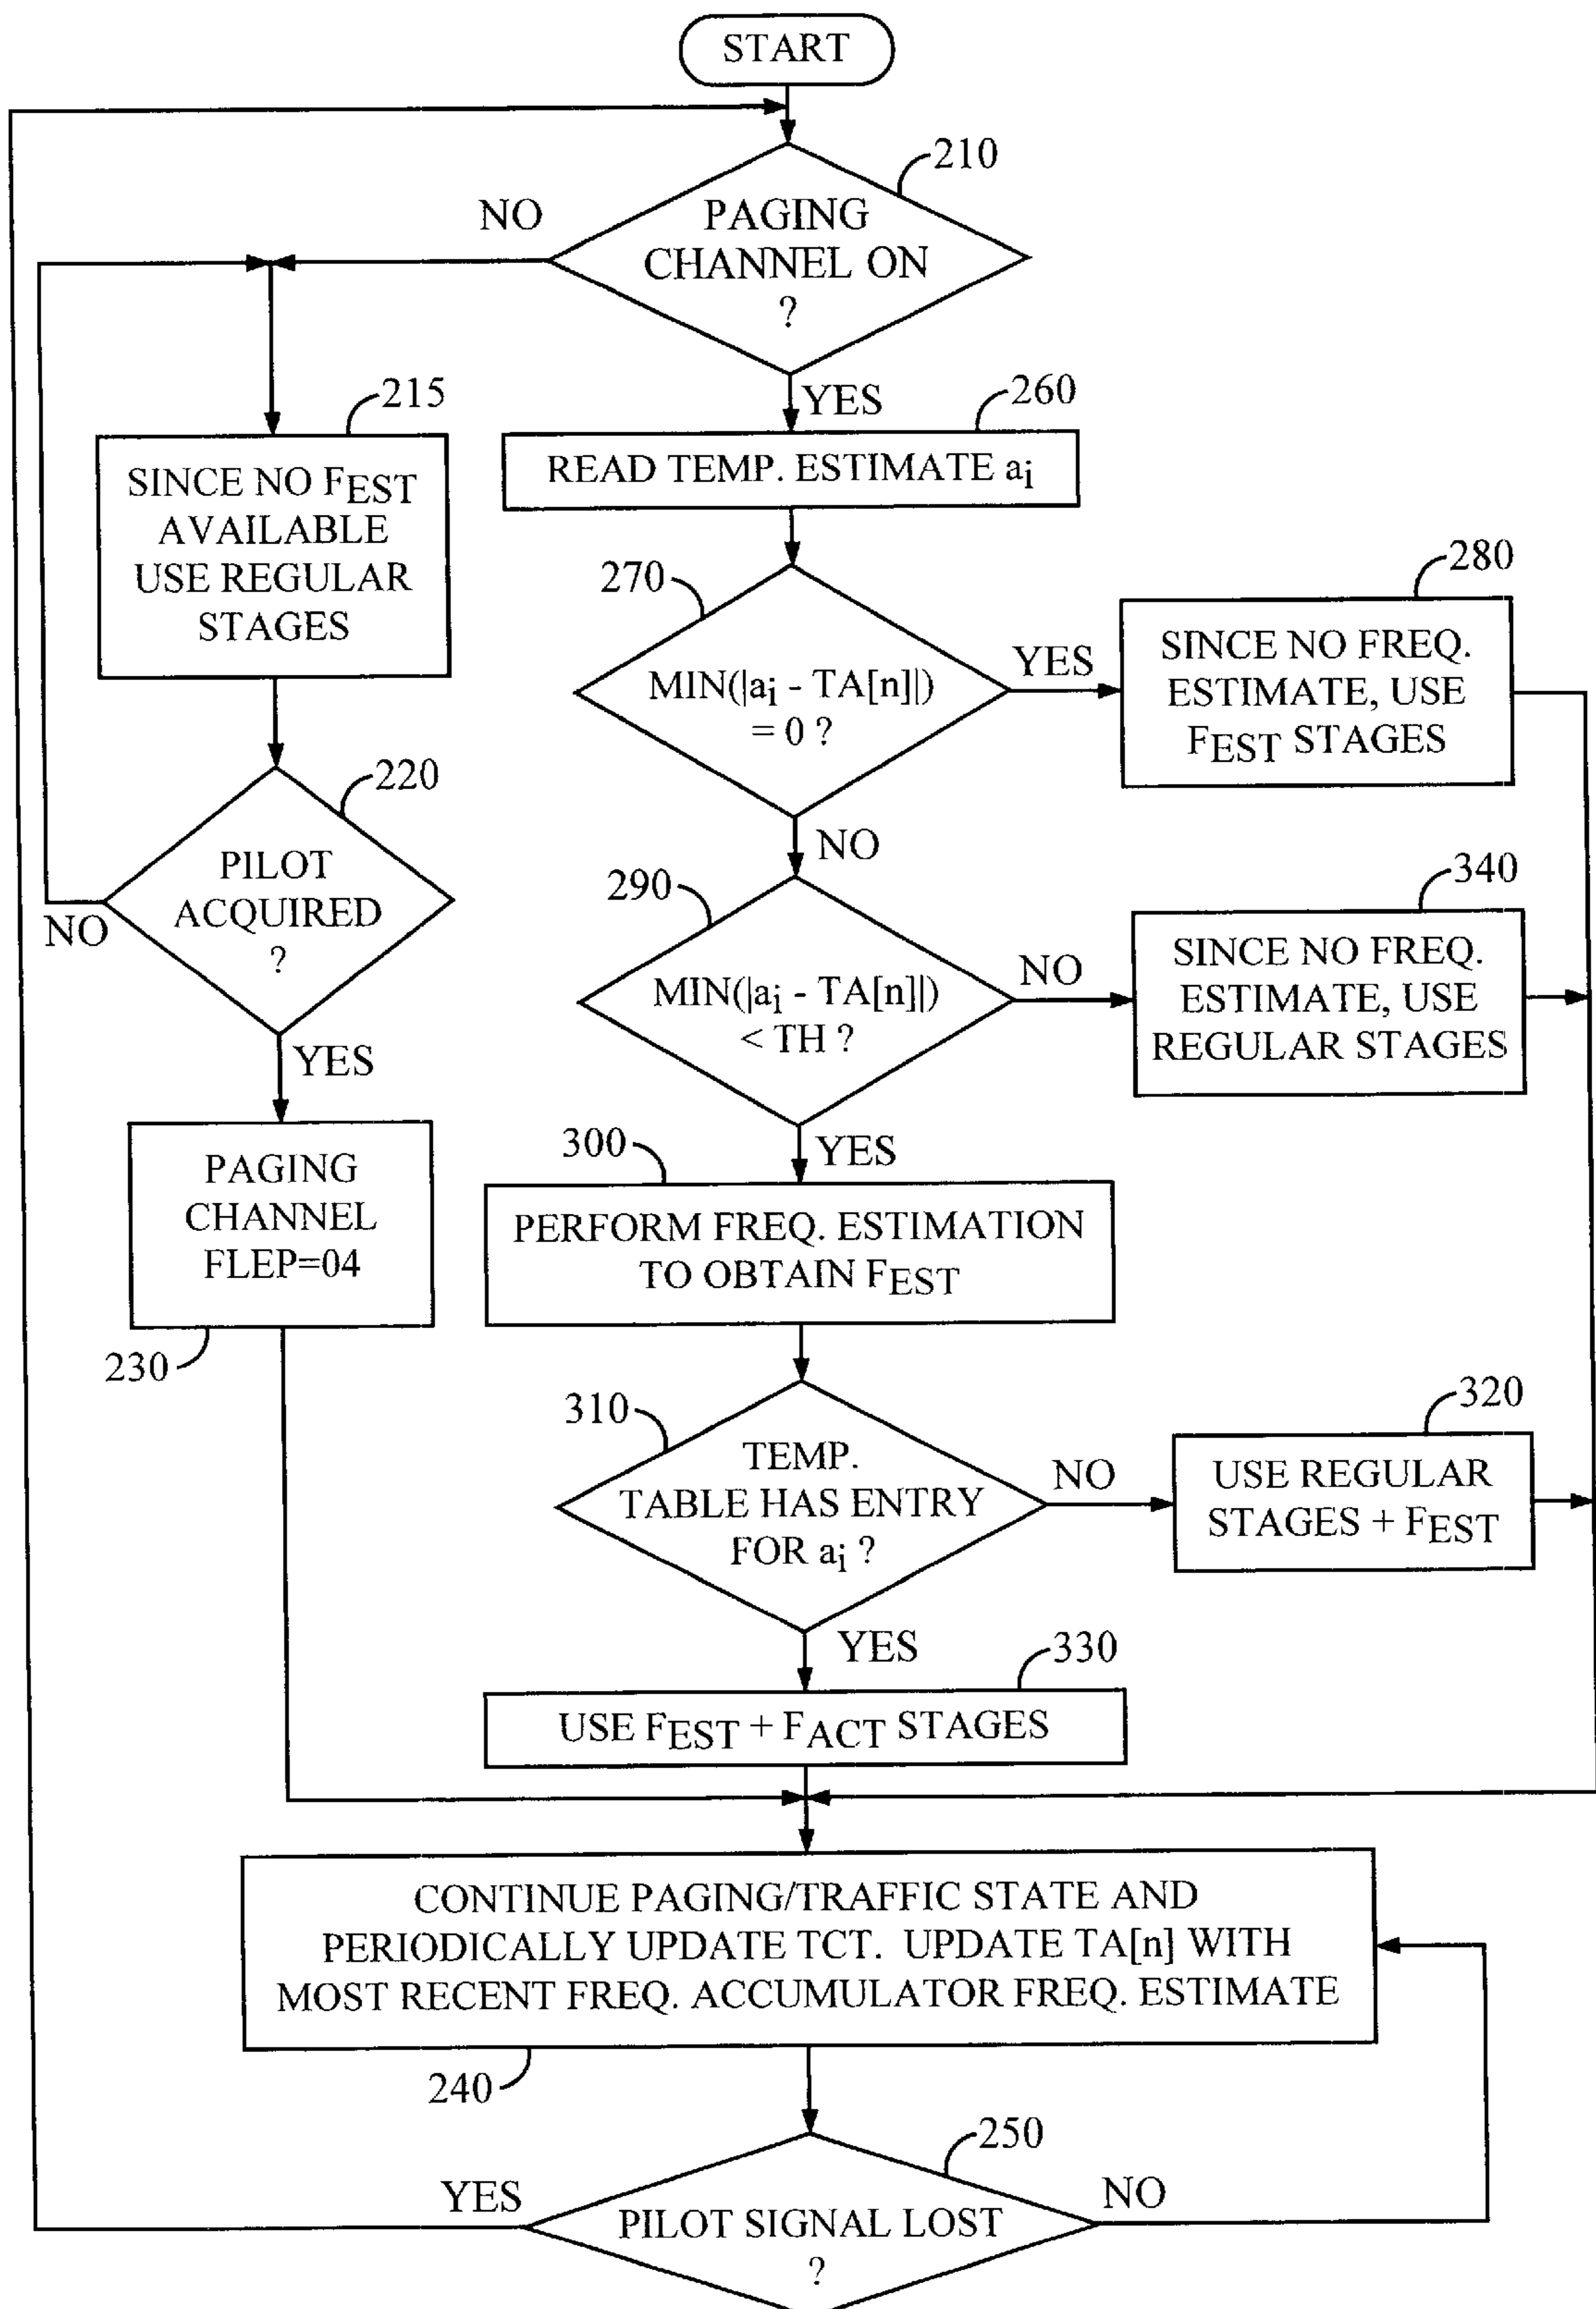 START
210
PAGING
CHANNEL ON
?
NO
YES
215
SINCE NO FEST
AVAILABLE
USE REGULAR
STAGES
260
READ TEMP. ESTIMATE ai
270
MIN(|ai - TA[n]|)
= 0 ?
YES
280
SINCE NO FREQ.
ESTIMATE, USE
FEST STAGES
NO
220
PILOT
ACQUIRED
?
NO
YES
290
MIN(|ai - TA[n]|)
< TH ?
NO
340
SINCE NO FREQ.
ESTIMATE, USE
REGULAR STAGES
YES
PAGING
CHANNEL
FLEP=04
230
300
PERFORM FREQ. ESTIMATION
TO OBTAIN FEST
310
TEMP.
TABLE HAS ENTRY
FOR ai ?
NO
320
USE REGULAR
STAGES + FEST
YES
330
USE FEST + FACT STAGES
CONTINUE PAGING/TRAFFIC STATE AND
PERIODICALLY UPDATE TCT. UPDATE TA[n] WITH
MOST RECENT FREQ. ACCUMULATOR FREQ. ESTIMATE
240
250
YES
PILOT SIGNAL LOST
?
NO